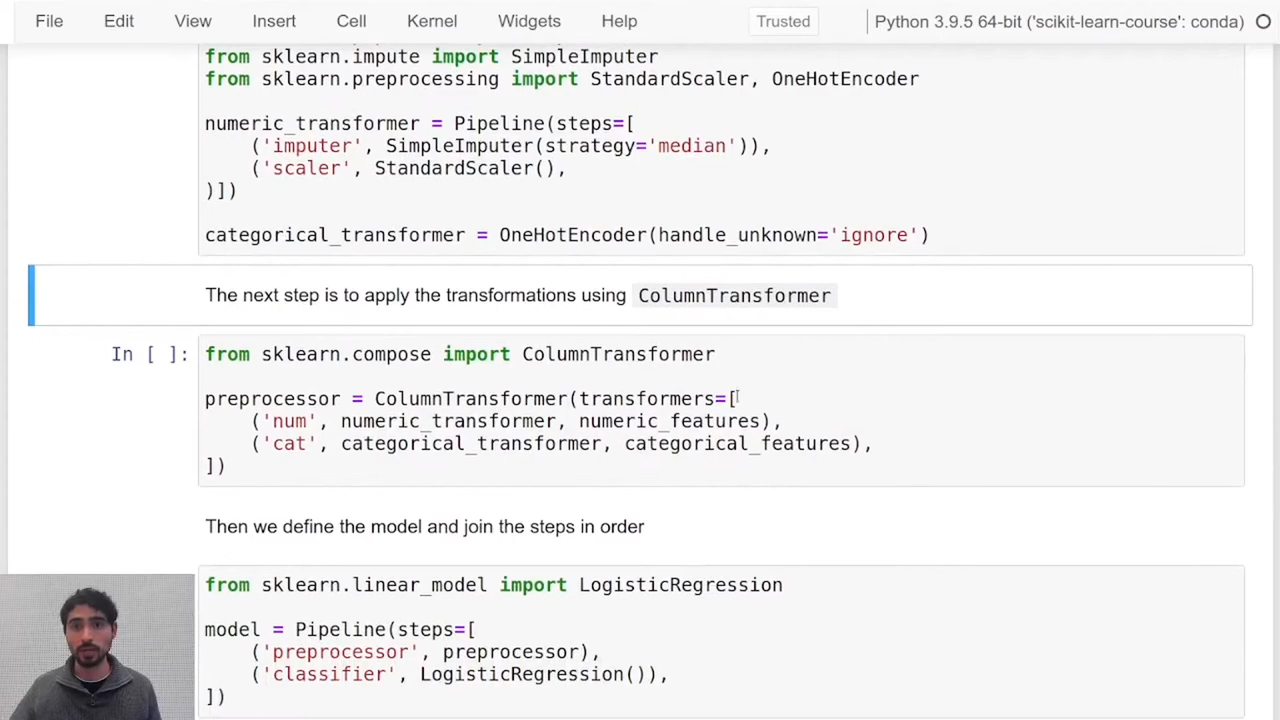 File Edit View Insert Cell Kernel Widgets Help Trusted Python 3.9.5 64-bit ('scikit-learn-course': conda)
from sklearn.impute import SimpleImputer
from sklearn.preprocessing import StandardScaler, OneHotEncoder
numeric_transformer = Pipeline(steps=[
('imputer', SimpleImputer(strategy='median')),
('scaler', StandardScaler(),
)])
categorical_transformer = OneHotEncoder(handle_unknown='ignore')
The next step is to apply the transformations using ColumnTransformer
In [ ]: from sklearn.compose import ColumnTransformer
preprocessor = ColumnTransformer(transformers=[
('num', numeric_transformer, numeric_features),
('cat', categorical_transformer, categorical_features),
])
Then we define the model and join the steps in order
from sklearn.linear_model import LogisticRegression
model = Pipeline(steps=[
('preprocessor', preprocessor),
('classifier', LogisticRegression()),
])